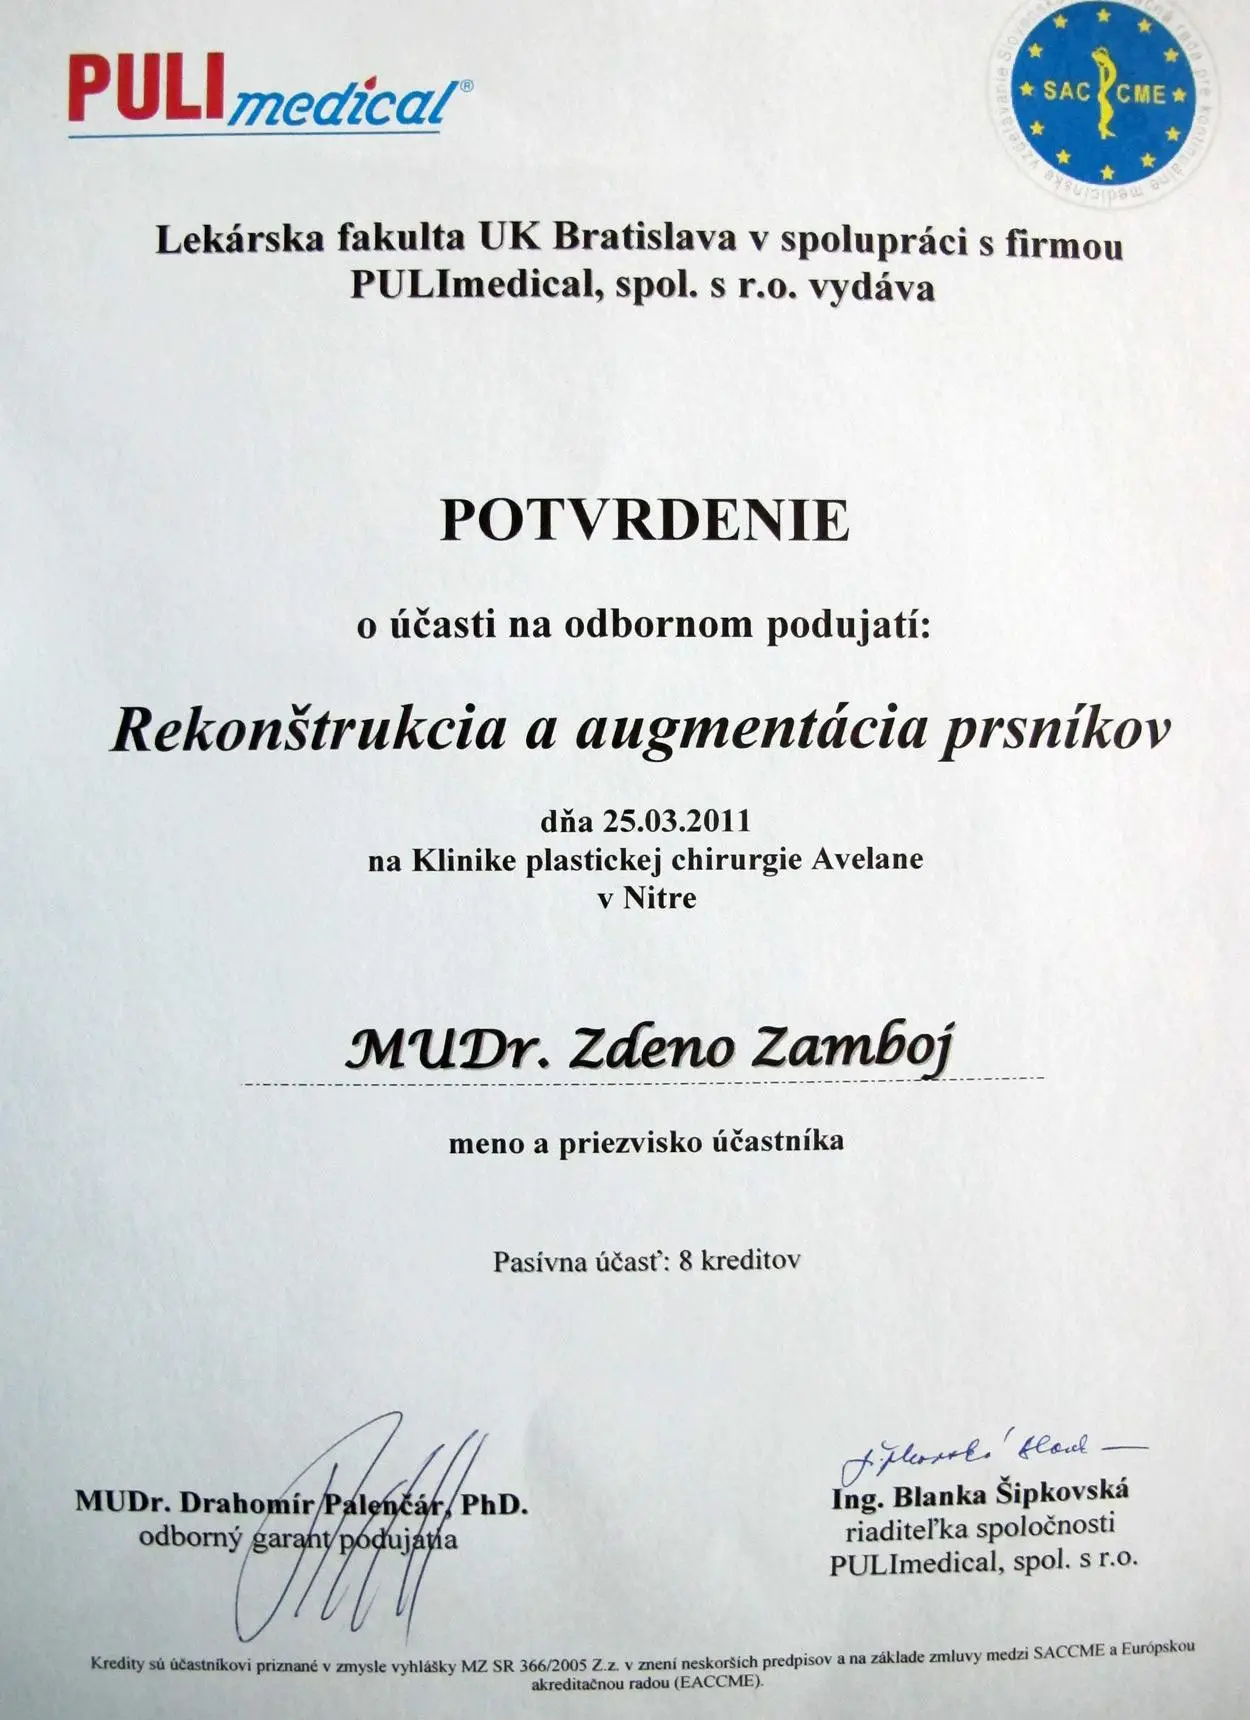 PULI medical®
SAC CME
Lekárska fakulta UK Bratislava v spolupráci s firmou
PULImedical, spol. s r.o. vydáva
POTVRDENIE
o účasti na odbornom podujatí:
Rekonštrukcia a augmentácia prsníkov
dňa 25.03.2011
na Klinike plastickej chirurgie Avelane
v Nitre
MUDr. Zdeno Zamboj
meno a priezvisko účastníka
Pasívna účasť: 8 kreditov
MUDr. Drahomír Palenčár, PhD.
odborný garant podujatia
Ing. Blanka Šipkovská
riaditeľka spoločnosti
PULImedical, spol. s r.o.
Kredity sú účastníkovi priznané v zmysle vyhlášky MZ SR 366/2005 Z.z. v znení neskorších predpisov a na základe zmluvy medzi SACCME a Európskou
akreditačnou radou (EACCME).